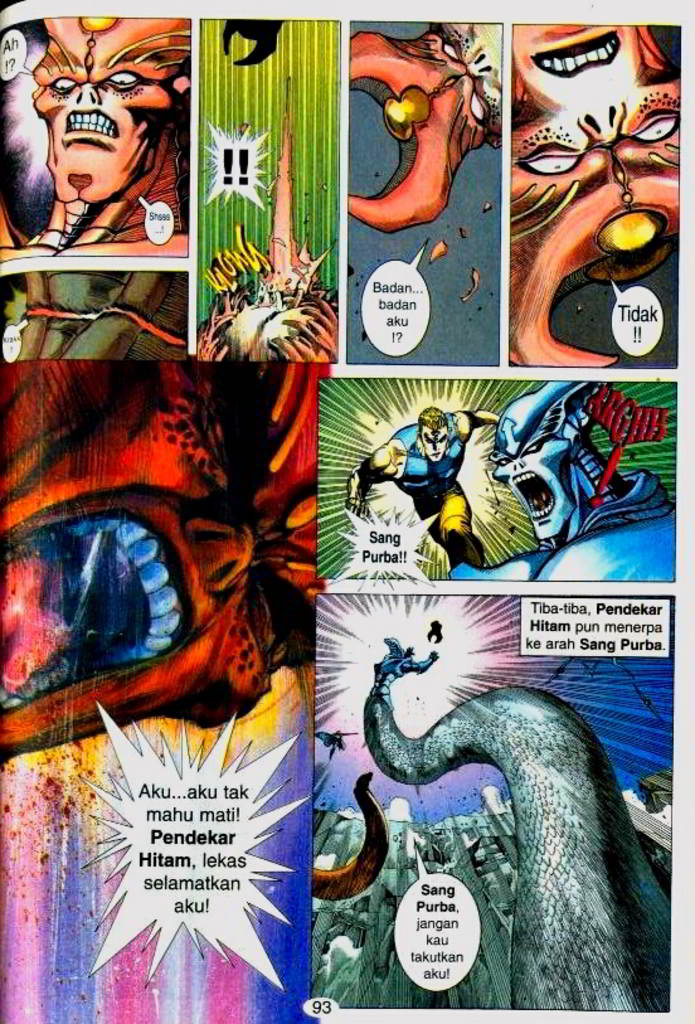 Ah
!?
Shsss
...!
!!
Badan...
badan
aku
!?
Tidak
!!
Sang
Purba!!
ARGHH
Tiba-tiba, Pendekar
Hitam pun menerpa
ke arah Sang Purba.
Aku...aku tak
mahu mati!
Pendekar
Hitam, lekas
selamatkan
aku!
Sang
Purba,
jangan
kau
takutkan
aku!
93